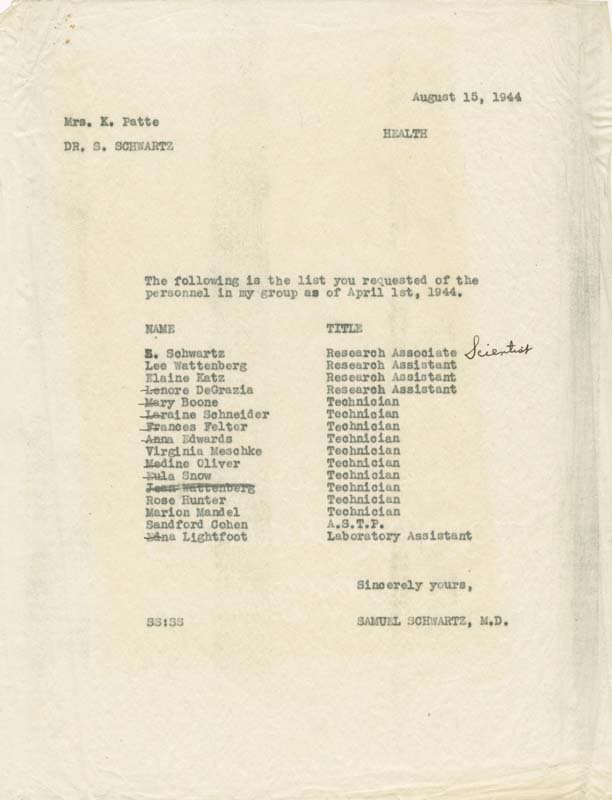 August 15, 1944
Mrs. K. Patte
HEALTH
DR. S. SCHWARTZ
The following is the list you requested of the
personnel in my group as of April 1st, 1944.
NAME TITLE
S. Schwartz Research Associate Scientist
Lee Wattenberg Research Assistant
Elaine Katz Research Assistant
Lenore DeGrazia Research Assistant
Mary Boone Technician
Laraine Schneider Technician
Frances Felter Technician
Anna Edwards Technician
Virginia Meschke Technician
Medine Oliver Technician
Eula Snow Technician
Jean Wattenberg Technician
Rose Hunter Technician
Marion Mandel Technician
Sandford Cohen A.S.T.P.
Edna Lightfoot Laboratory Assistant
Sincerely yours,
SS:SS SAMUEL SCHWARTZ, M.D.